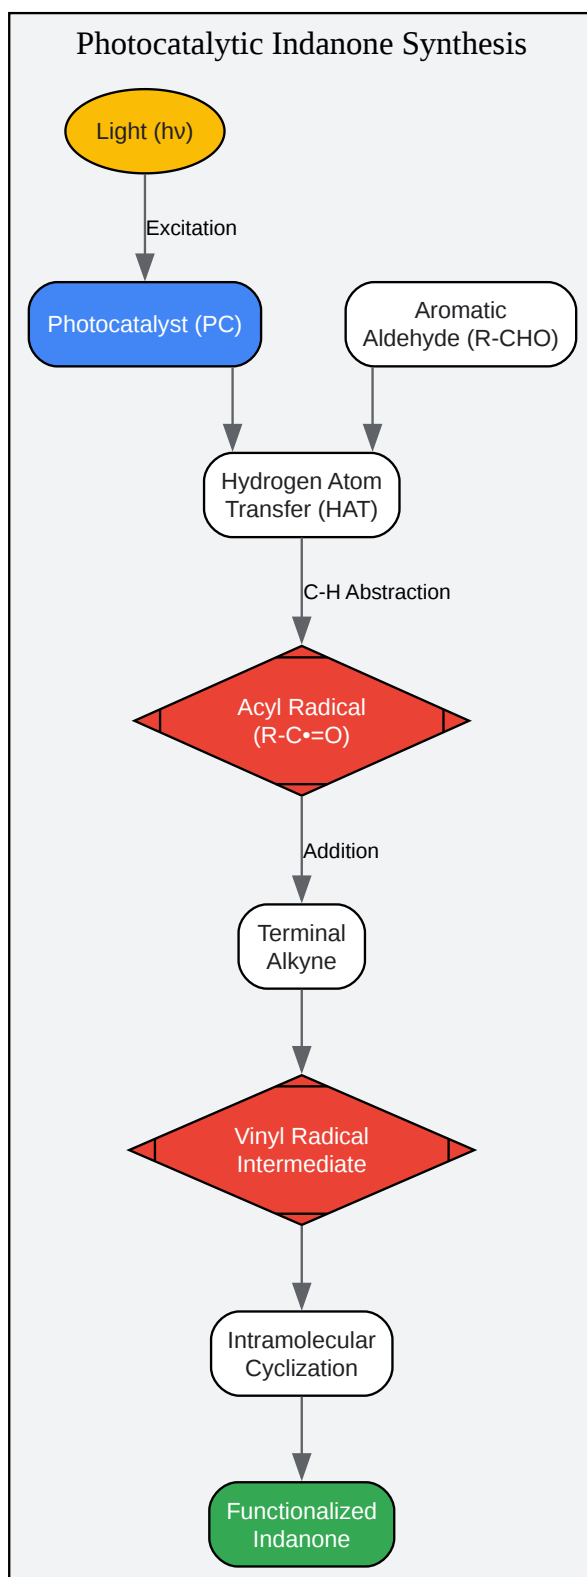 Photocatalytic Indanone Synthesis
Light (hν)
Excitation
Photocatalyst (PC)
Aromatic
Aldehyde (R-CHO)
Hydrogen Atom
Transfer (HAT)
C-H Abstraction
Acyl Radical
(R-C•=O)
Addition
Terminal
Alkyne
Vinyl Radical
Intermediate
Intramolecular
Cyclization
Functionalized
Indanone